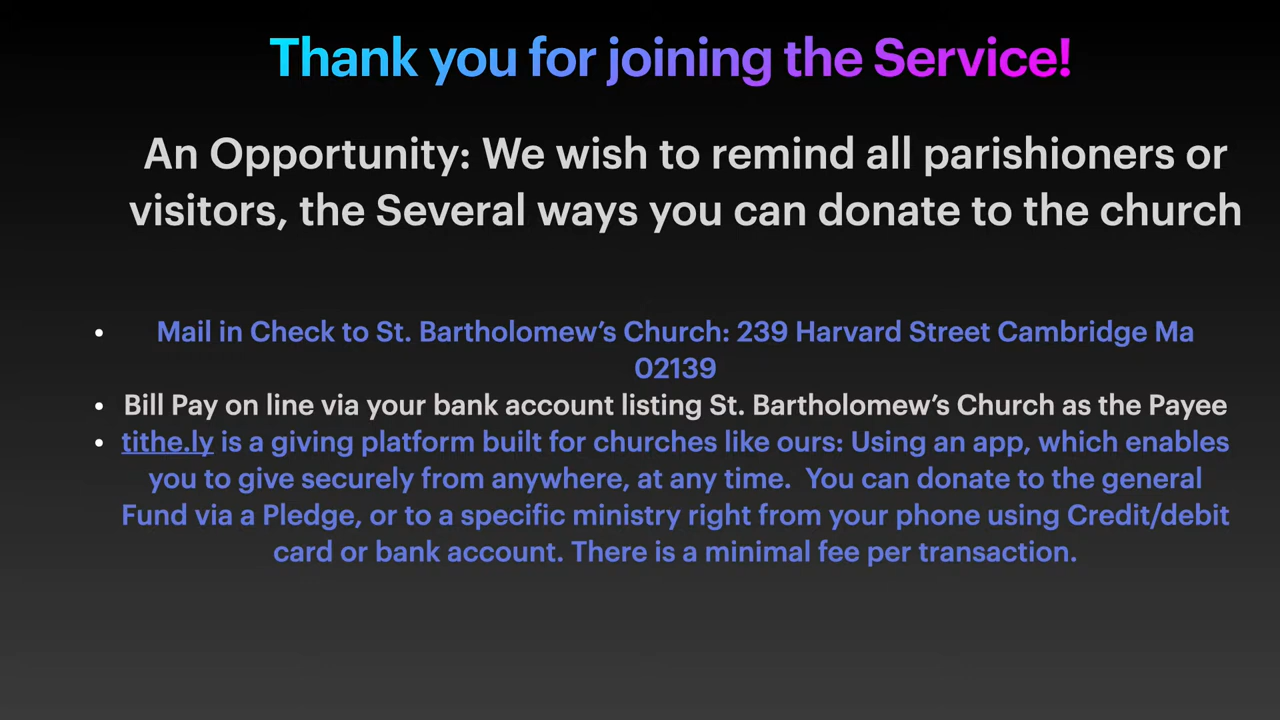 Thank you for joining the Service!
An Opportunity: We wish to remind all parishioners or
visitors, the Several ways you can donate to the church
• Mail in Check to St. Bartholomew’s Church: 239 Harvard Street Cambridge Ma
02139
• Bill Pay on line via your bank account listing St. Bartholomew’s Church as the Payee
• tithe.ly is a giving platform built for churches like ours: Using an app, which enables
you to give securely from anywhere, at any time.  You can donate to the general
Fund via a Pledge, or to a specific ministry right from your phone using Credit/debit
card or bank account. There is a minimal fee per transaction.